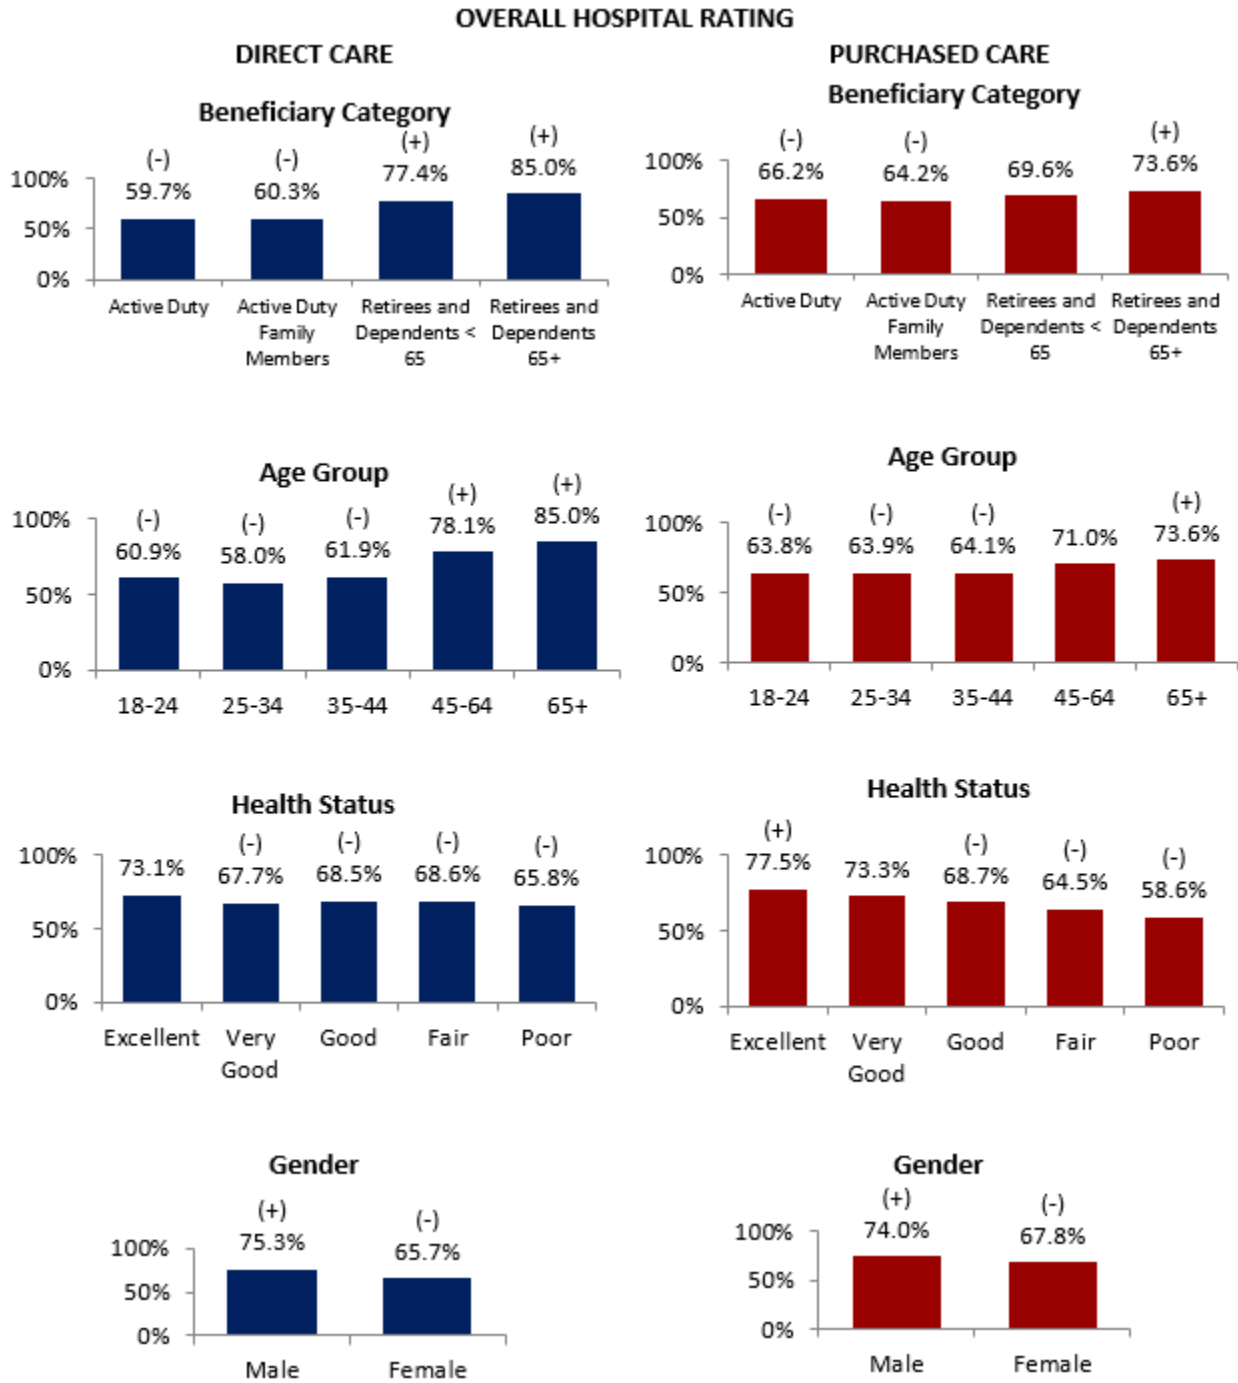 OVERALL HOSPITAL RATING
DIRECT CARE
Beneficiary Category
(-) (-) (+) (+)
59.7% 60.3% 77.4% 85.0%
100%
50%
0%
Active Duty Active Duty Retirees and Retirees and
Family Dependents < Dependents
Members 65 65+
Age Group
(-) (-) (-) (+) (+)
60.9% 58.0% 61.9% 78.1% 85.0%
100%
50%
0%
18-24 25-34 35-44 45-64 65+
Health Status
(-) (-) (-) (-)
73.1% 67.7% 68.5% 68.6% 65.8%
100%
50%
0%
Excellent Very Good Fair Poor
Good
Gender
(+) (-)
75.3% 65.7%
100%
50%
0%
Male Female
PURCHASED CARE
Beneficiary Category
(-) (-) (+)
66.2% 64.2% 69.6% 73.6%
100%
50%
0%
Active Duty Active Duty Retirees and Retirees and
Family Dependents < Dependents
Members 65 65+
Age Group
(-) (-) (-) (+)
63.8% 63.9% 64.1% 71.0% 73.6%
100%
50%
0%
18-24 25-34 35-44 45-64 65+
Health Status
(+) (-) (-) (-)
77.5% 73.3% 68.7% 64.5% 58.6%
100%
50%
0%
Excellent Very Good Fair Poor
Good
Gender
(+) (-)
74.0% 67.8%
100%
50%
0%
Male Female